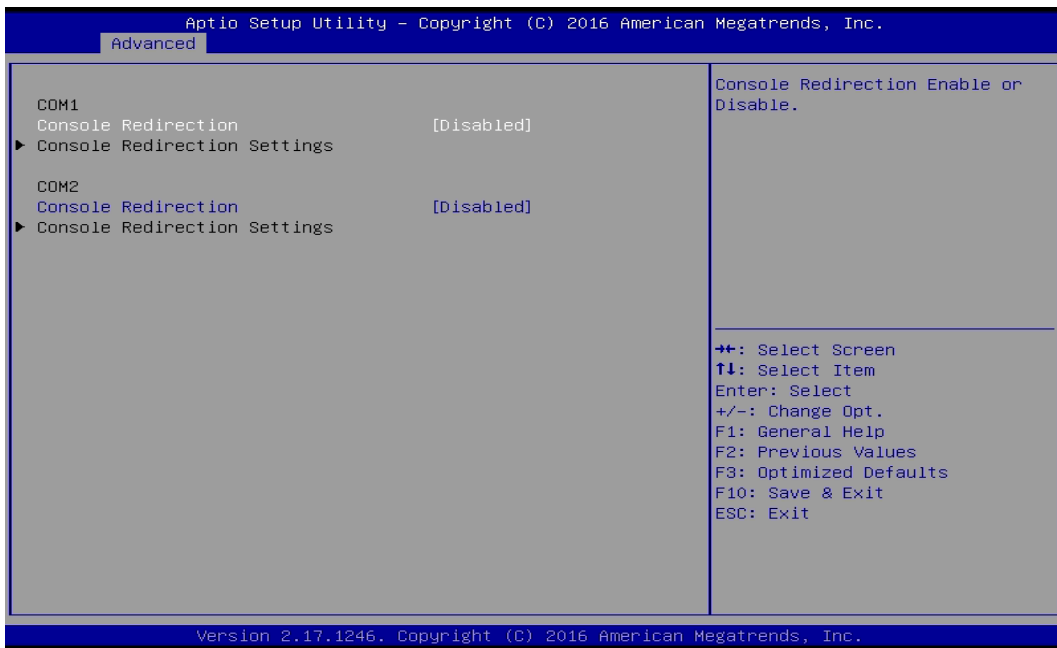 Aptio Setup Utility – Copyright (C) 2016 American Megatrends, Inc.
Advanced
COM1
Console Redirection [Disabled]
▶ Console Redirection Settings
COM2
Console Redirection [Disabled]
▶ Console Redirection Settings
Console Redirection Enable or
Disable.
→←: Select Screen
↑↓: Select Item
Enter: Select
+/-: Change Opt.
F1: General Help
F2: Previous Values
F3: Optimized Defaults
F10: Save & Exit
ESC: Exit
Version 2.17.1246. Copyright (C) 2016 American Megatrends, Inc.